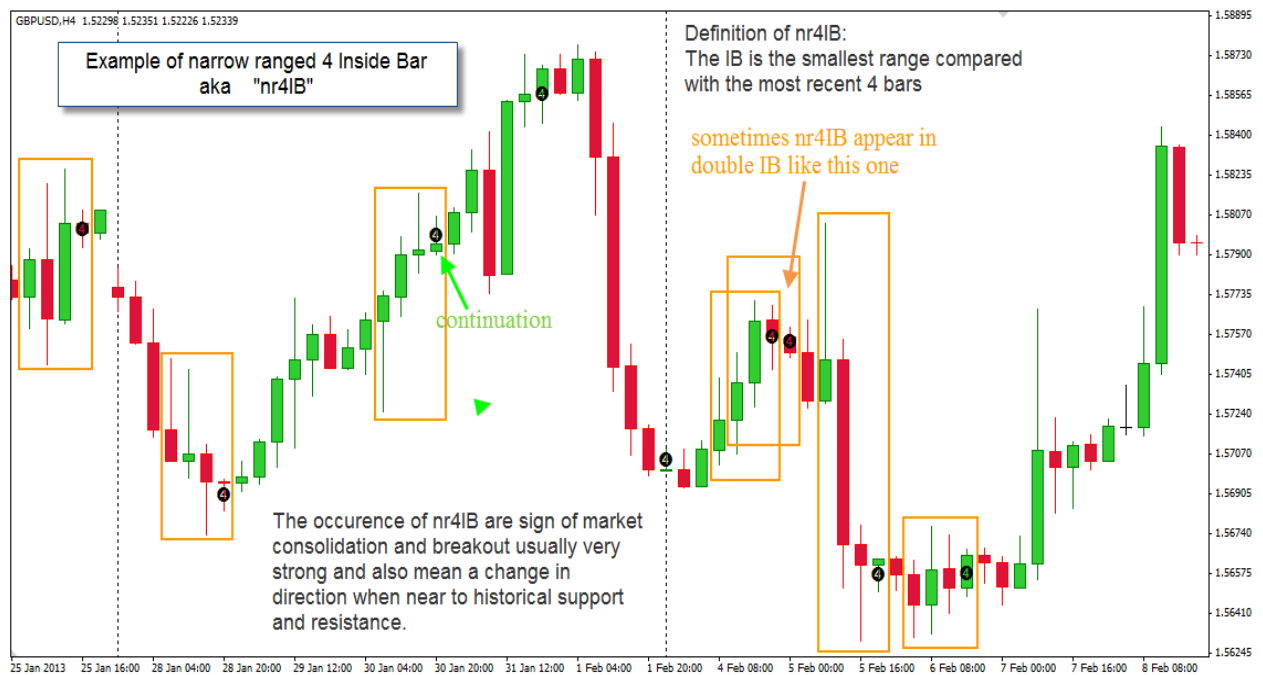 GBPUSD,H4 1.52298 1.52351 1.52226 1.52339
Example of narrow ranged 4 Inside Bar
aka "nr4IB"
Definition of nr4IB:
The IB is the smallest range compared
with the most recent 4 bars
sometimes nr4IB appear in
double IB like this one
continuation
The occurence of nr4IB are sign of market
consolidation and breakout usually very
strong and also mean a change in
direction when near to historical support
and resistance.
4
4
4
4
4
4
4
4
4
1.58895
1.58730
1.58565
1.58400
1.58235
1.58070
1.57900
1.57735
1.57570
1.57405
1.57240
1.57070
1.56905
1.56740
1.56575
1.56410
1.56245
25 Jan 2013
25 Jan 16:00
28 Jan 04:00
28 Jan 20:00
29 Jan 12:00
30 Jan 04:00
30 Jan 20:00
31 Jan 12:00
1 Feb 04:00
1 Feb 20:00
4 Feb 08:00
5 Feb 00:00
5 Feb 16:00
6 Feb 08:00
7 Feb 00:00
7 Feb 16:00
8 Feb 08:00